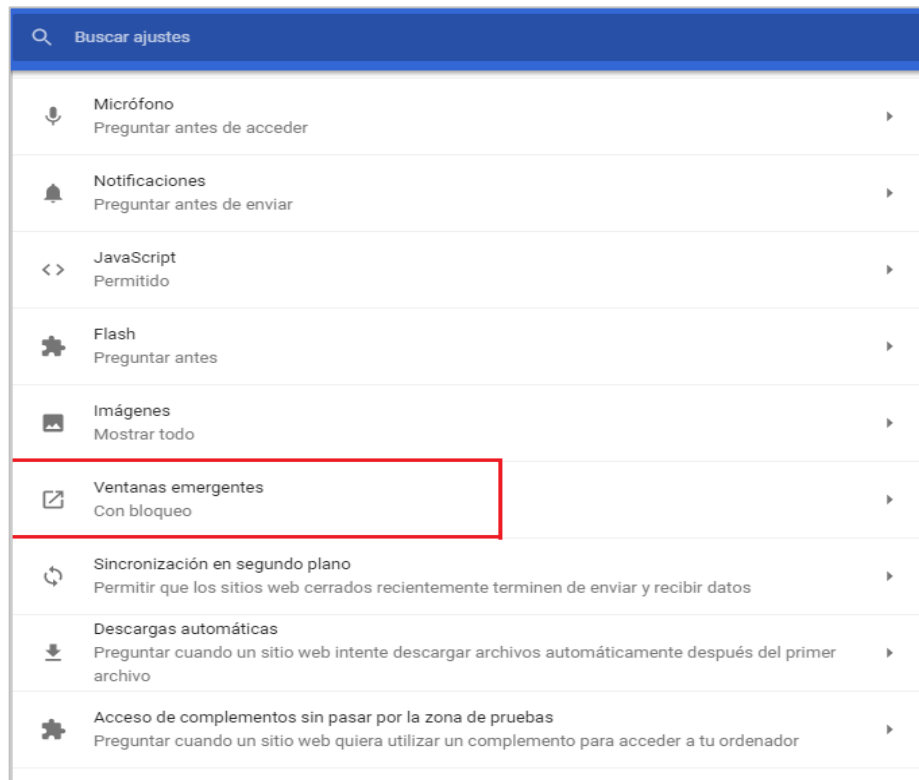 Buscar ajustes
Micrófono
Preguntar antes de acceder
Notificaciones
Preguntar antes de enviar
JavaScript
Permitido
Flash
Preguntar antes
Imágenes
Mostrar todo
Ventanas emergentes
Con bloqueo
Sincronización en segundo plano
Permitir que los sitios web cerrados recientemente terminen de enviar y recibir datos
Descargas automáticas
Preguntar cuando un sitio web intente descargar archivos automáticamente después del primer
archivo
Acceso de complementos sin pasar por la zona de pruebas
Preguntar cuando un sitio web quiera utilizar un complemento para acceder a tu ordenador